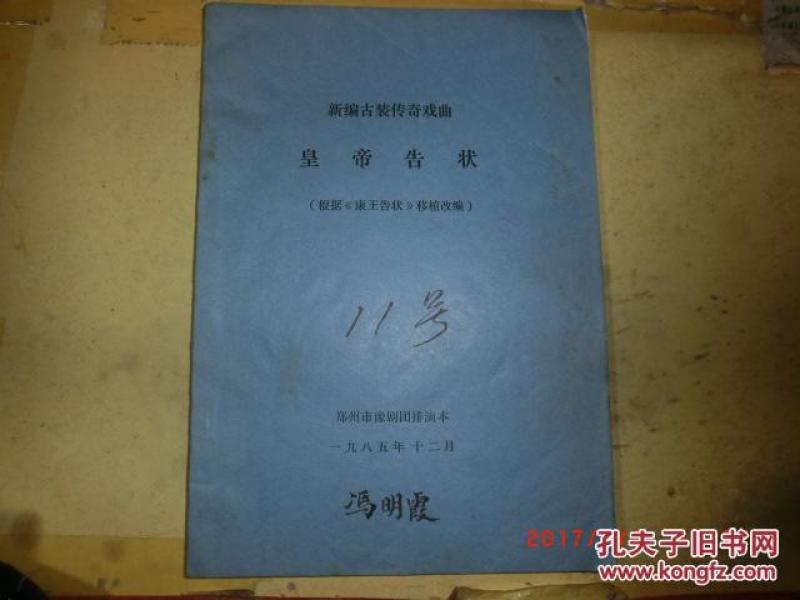 新编古装传奇戏曲
皇帝告状
（根据《康王告状》移植改编）
11号
郑州市豫剧团排演本
一九八五年十二月
冯明霞
2017/
孔夫子旧书网
www.kongfz.com